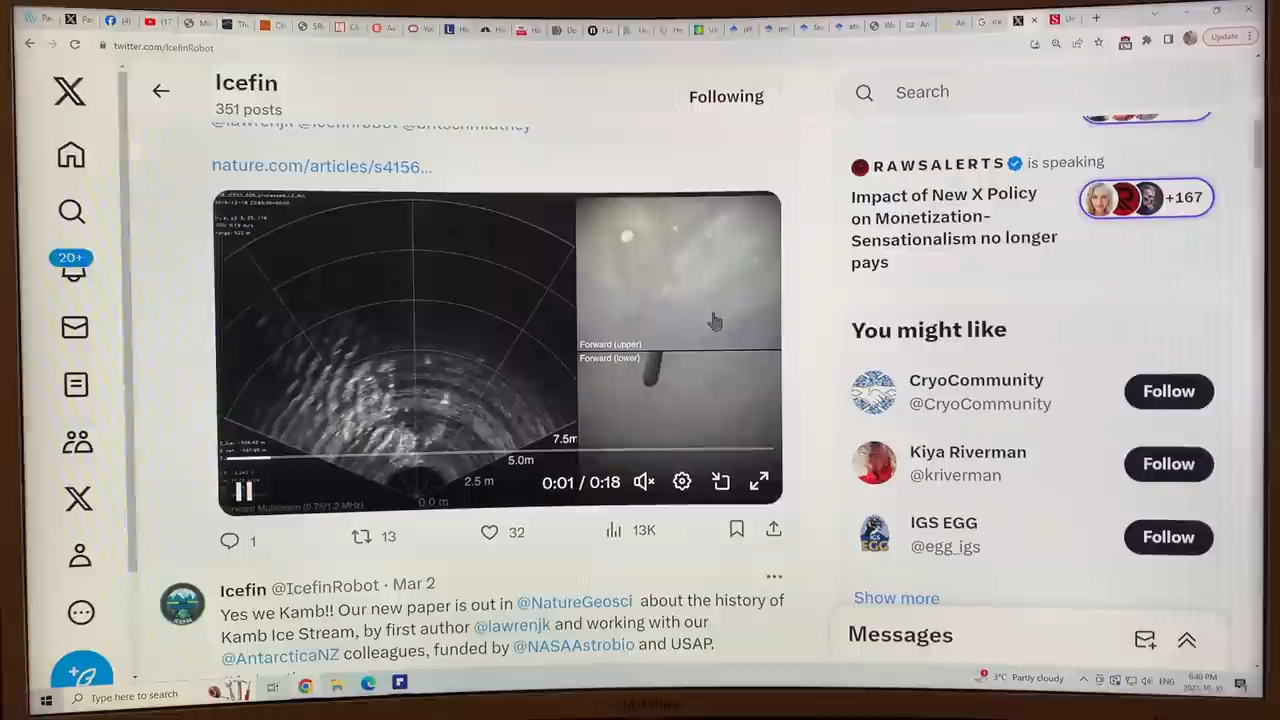 twitter.com/IcefinRobot
Update
Icefin
351 posts
Following
Search
nature.com/articles/s4156...
RAWSALERTS is speaking
Impact of New X Policy
on Monetization-
Sensationalism no longer
pays
+167
20+
Forward (upper)
Forward (lower)
7.5m
5.0m
2.5 m
0.0 m
0:01 / 0:18
1
13
32
13K
You might like
CryoCommunity
@CryoCommunity
Follow
Kiya Riverman
@kriverman
Follow
IGS EGG
@egg_igs
Follow
Show more
Icefin @IcefinRobot · Mar 2
Yes we Kamb!! Our new paper is out in @NatureGeosci about the history of
Kamb Ice Stream, by first author @lawrenjk and working with our
@AntarcticaNZ colleagues, funded by @NASAAstrobio and USAP.
Messages
Type here to search
3°C Partly cloudy
ENG
6:40 PM